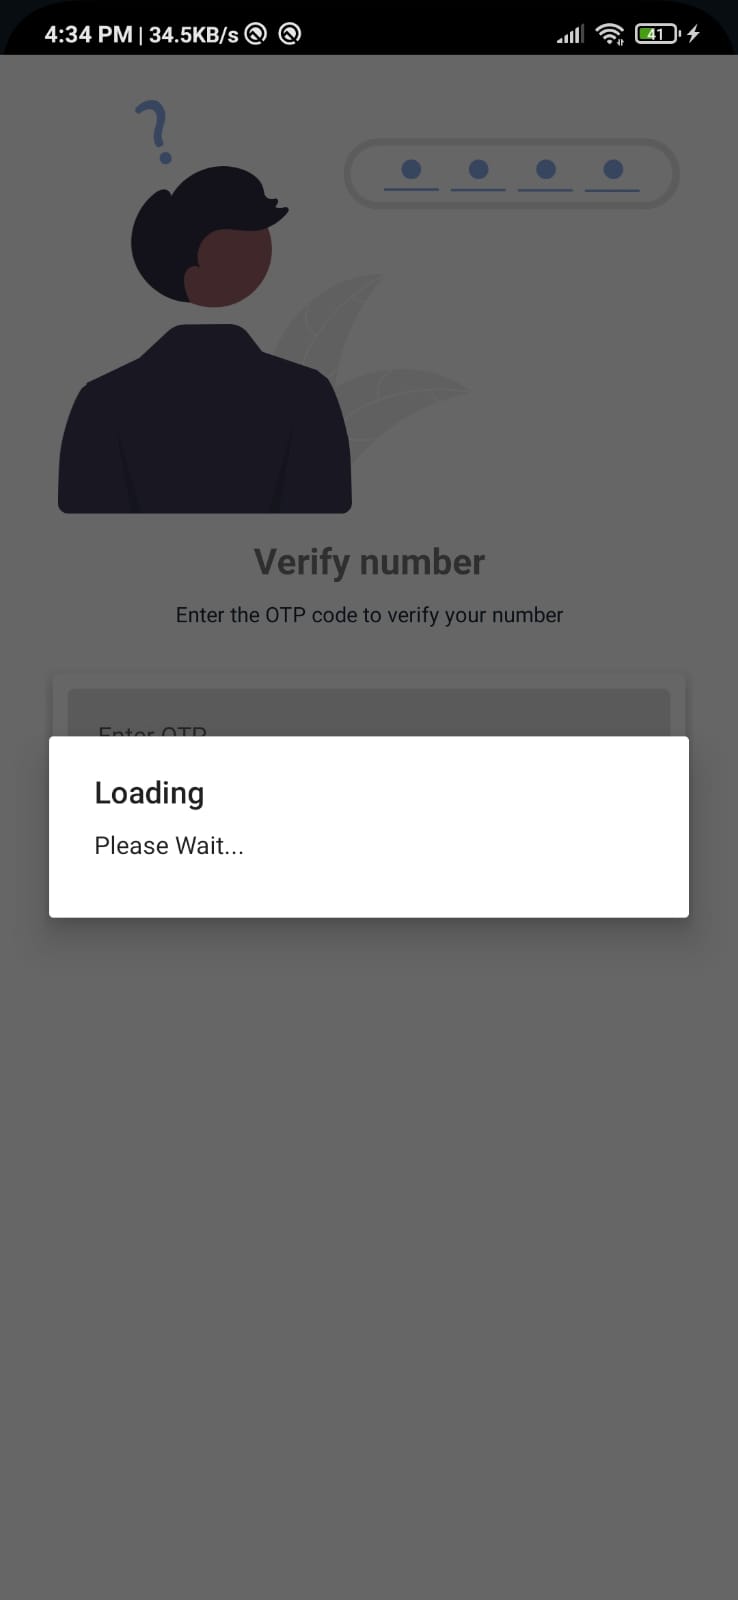 4:34 PM | 34.5KB/s 41
Verify number
Enter the OTP code to verify your number
Enter OTP
Loading
Please Wait...